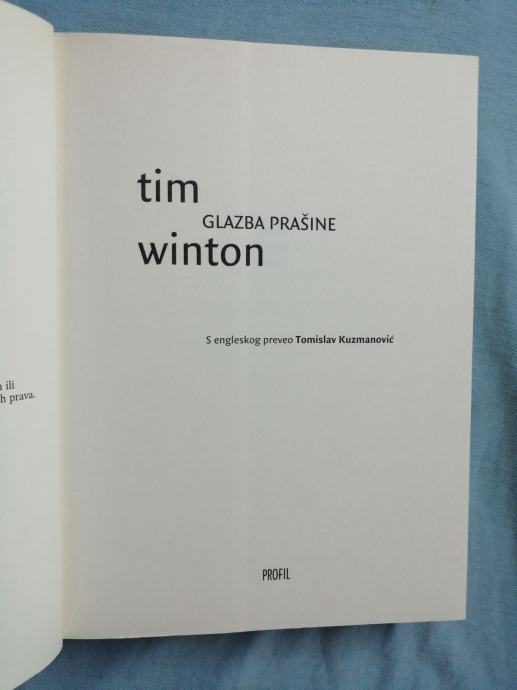 tim
GLAZBA PRAŠINE
winton
S engleskog preveo Tomislav Kuzmanović
ili
h prava.
PROFIL